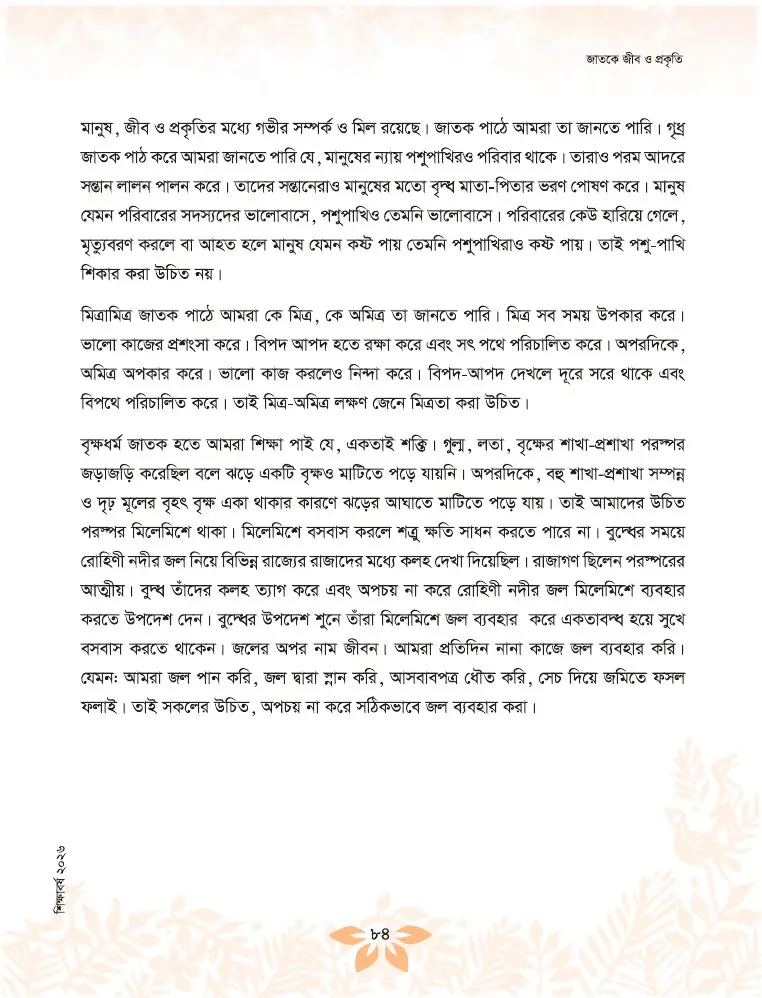 জাতকে জীব ও প্রকৃতি
মানুষ, জীব ও প্রকৃতির মধ্যে গভীর সম্পর্ক ও মিল রয়েছে। জাতক পাঠে আমরা তা জানতে পারি। গৃধ্র
জাতক পাঠ করে আমরা জানতে পারি যে, মানুষের ন্যায় পশুপাখিরও পরিবার থাকে। তারাও পরম আদরে
সন্তান লালন পালন করে। তাদের সন্তানেরাও মানুষের মতো বৃদ্ধ মাতা-পিতার ভরণ পোষণ করে। মানুষ
যেমন পরিবারের সদস্যদের ভালোবাসে, পশুপাখিও তেমনি ভালোবাসে। পরিবারের কেউ হারিয়ে গেলে,
মৃত্যুবরণ করলে বা আহত হলে মানুষ যেমন কষ্ট পায় তেমনি পশুপাখিরাও কষ্ট পায়। তাই পশু-পাখি
শিকার করা উচিত নয়।
মিত্রামিত্র জাতক পাঠে আমরা কে মিত্র, কে অমিত্র তা জানতে পারি। মিত্র সব সময় উপকার করে।
ভালো কাজের প্রশংসা করে। বিপদ আপদ হতে রক্ষা করে এবং সৎ পথে পরিচালিত করে। অপরদিকে,
অমিত্র অপকার করে। ভালো কাজ করলেও নিন্দা করে। বিপদ-আপদ দেখলে দূরে সরে থাকে এবং
বিপথে পরিচালিত করে। তাই মিত্র-অমিত্র লক্ষণ জেনে মিত্রতা করা উচিত।
বৃক্ষধর্ম জাতক হতে আমরা শিক্ষা পাই যে, একতাই শক্তি। গুল্ম, লতা, বৃক্ষের শাখা-প্রশাখা পরস্পর
জড়াজড়ি করেছিল বলে ঝড়ে একটি বৃক্ষও মাটিতে পড়ে যায়নি। অপরদিকে, বহু শাখা-প্রশাখা সম্পন্ন
ও দৃঢ় মূলের বৃহৎ বৃক্ষ একা থাকার কারণে ঝড়ের আঘাতে মাটিতে পড়ে যায়। তাই আমাদের উচিত
পরস্পর মিলেমিশে থাকা। মিলেমিশে বসবাস করলে শত্রু ক্ষতি সাধন করতে পারে না। বুদ্ধের সময়ে
রোহিণী নদীর জল নিয়ে বিভিন্ন রাজ্যের রাজাদের মধ্যে কলহ দেখা দিয়েছিল। রাজাগণ ছিলেন পরস্পরের
আত্মীয়। বুদ্ধ তাঁদের কলহ ত্যাগ করে এবং অপচয় না করে রোহিণী নদীর জল মিলেমিশে ব্যবহার
করতে উপদেশ দেন। বুদ্ধের উপদেশ শুনে তাঁরা মিলেমিশে জল ব্যবহার করে একতাবদ্ধ হয়ে সুখে
বসবাস করতে থাকেন। জলের অপর নাম জীবন। আমরা প্রতিদিন নানা কাজে জল ব্যবহার করি।
যেমনঃ আমরা জল পান করি, জল দ্বারা স্নান করি, আসবাবপত্র ধৌত করি, সেচ দিয়ে জমিতে ফসল
ফলাই। তাই সকলের উচিত, অপচয় না করে সঠিকভাবে জল ব্যবহার করা।
শিক্ষাবর্ষ ২০২৬
৮৪